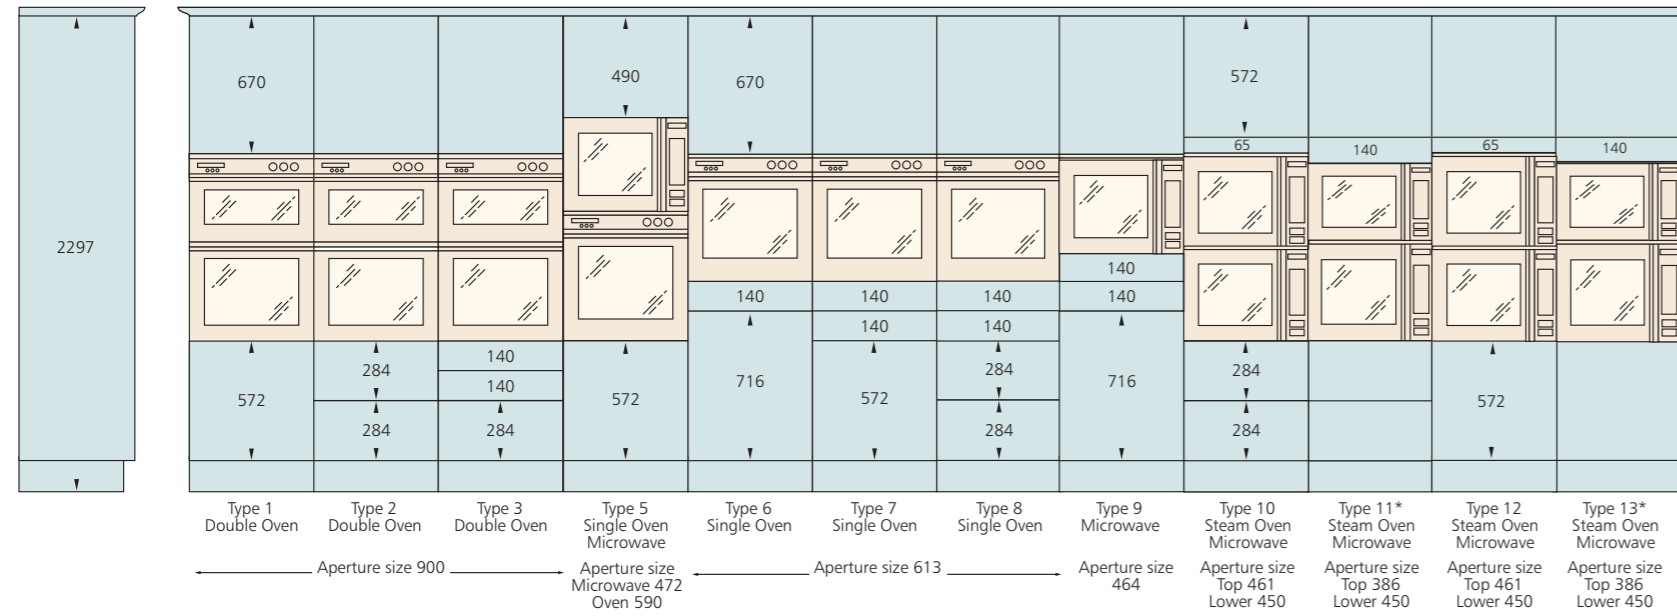 670
490
670
572
65
140
65
140
2297
140
140
140
140
140
140
140
572
284
284
140
140
284
572
716
572
284
284
716
284
284
572
Type 1
Double Oven
Type 2
Double Oven
Type 3
Double Oven
Type 5
Single Oven
Microwave
Type 6
Single Oven
Type 7
Single Oven
Type 8
Single Oven
Type 9
Microwave
Type 10
Steam Oven
Microwave
Type 11*
Steam Oven
Microwave
Type 12
Steam Oven
Microwave
Type 13*
Steam Oven
Microwave
Aperture size 900
Aperture size
Microwave 472
Oven 590
Aperture size 613
Aperture size
464
Aperture size
Top 461
Lower 450
Aperture size
Top 386
Lower 450
Aperture size
Top 461
Lower 450
Aperture size
Top 386
Lower 450